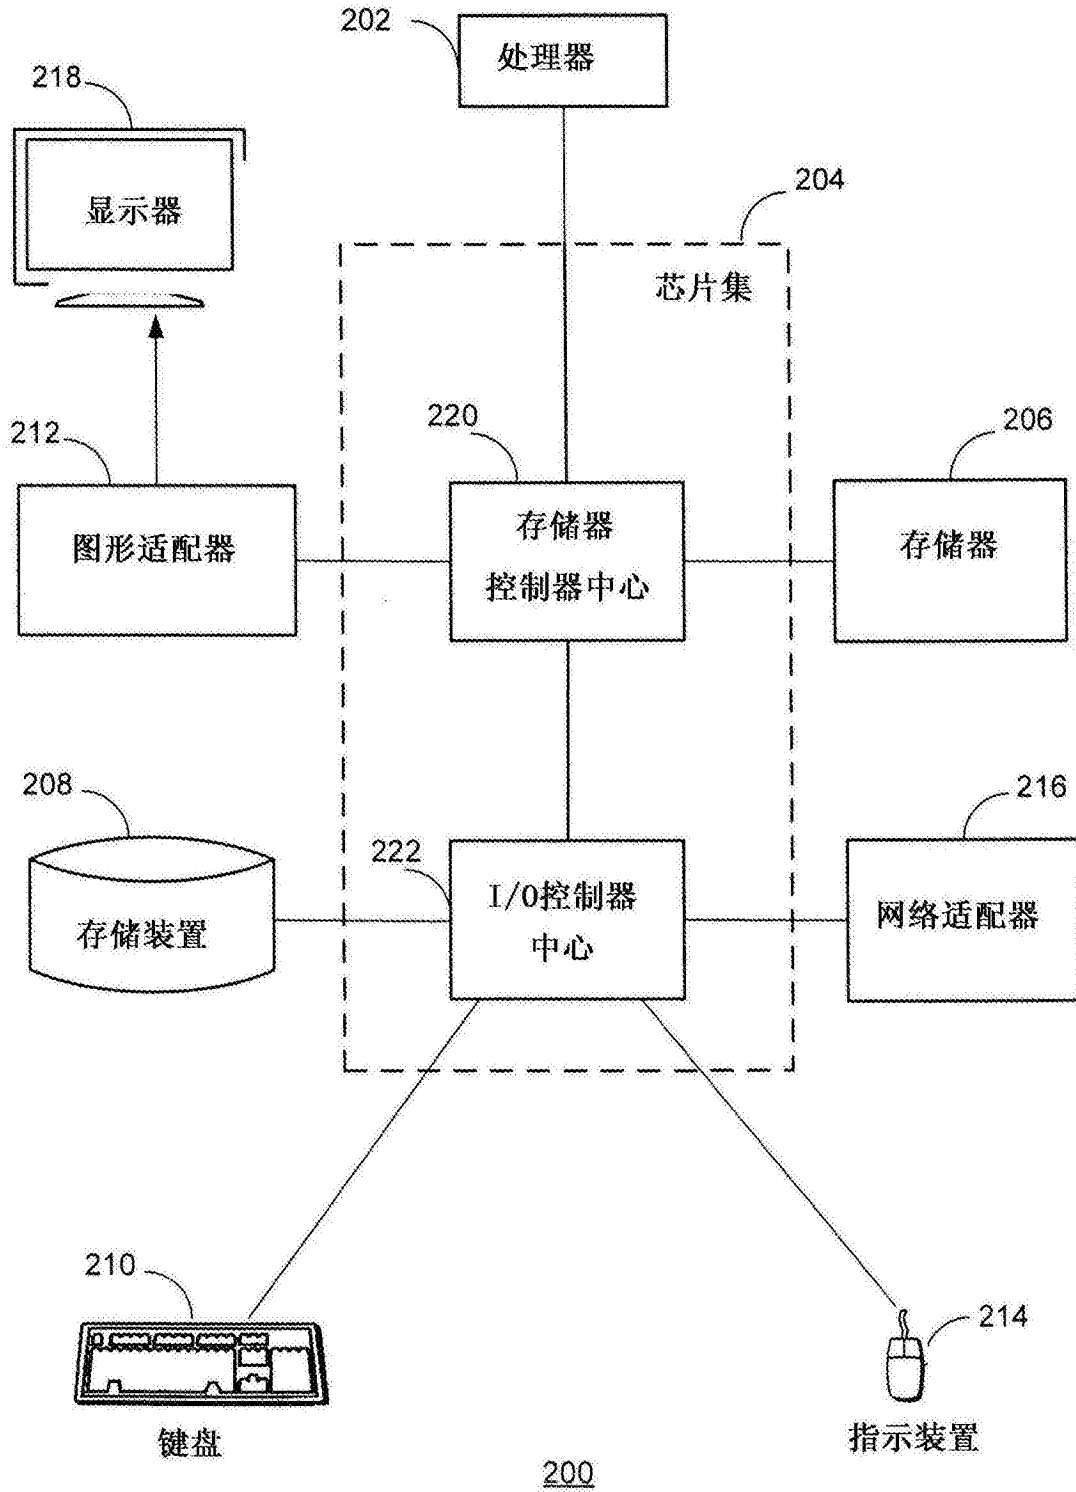 202
处理器
218
显示器
204
芯片集
220
存储器
控制器中心
212
图形适配器
206
存储器
208
存储装置
222
I/O控制器
中心
216
网络适配器
210
键盘
214
指示装置
200